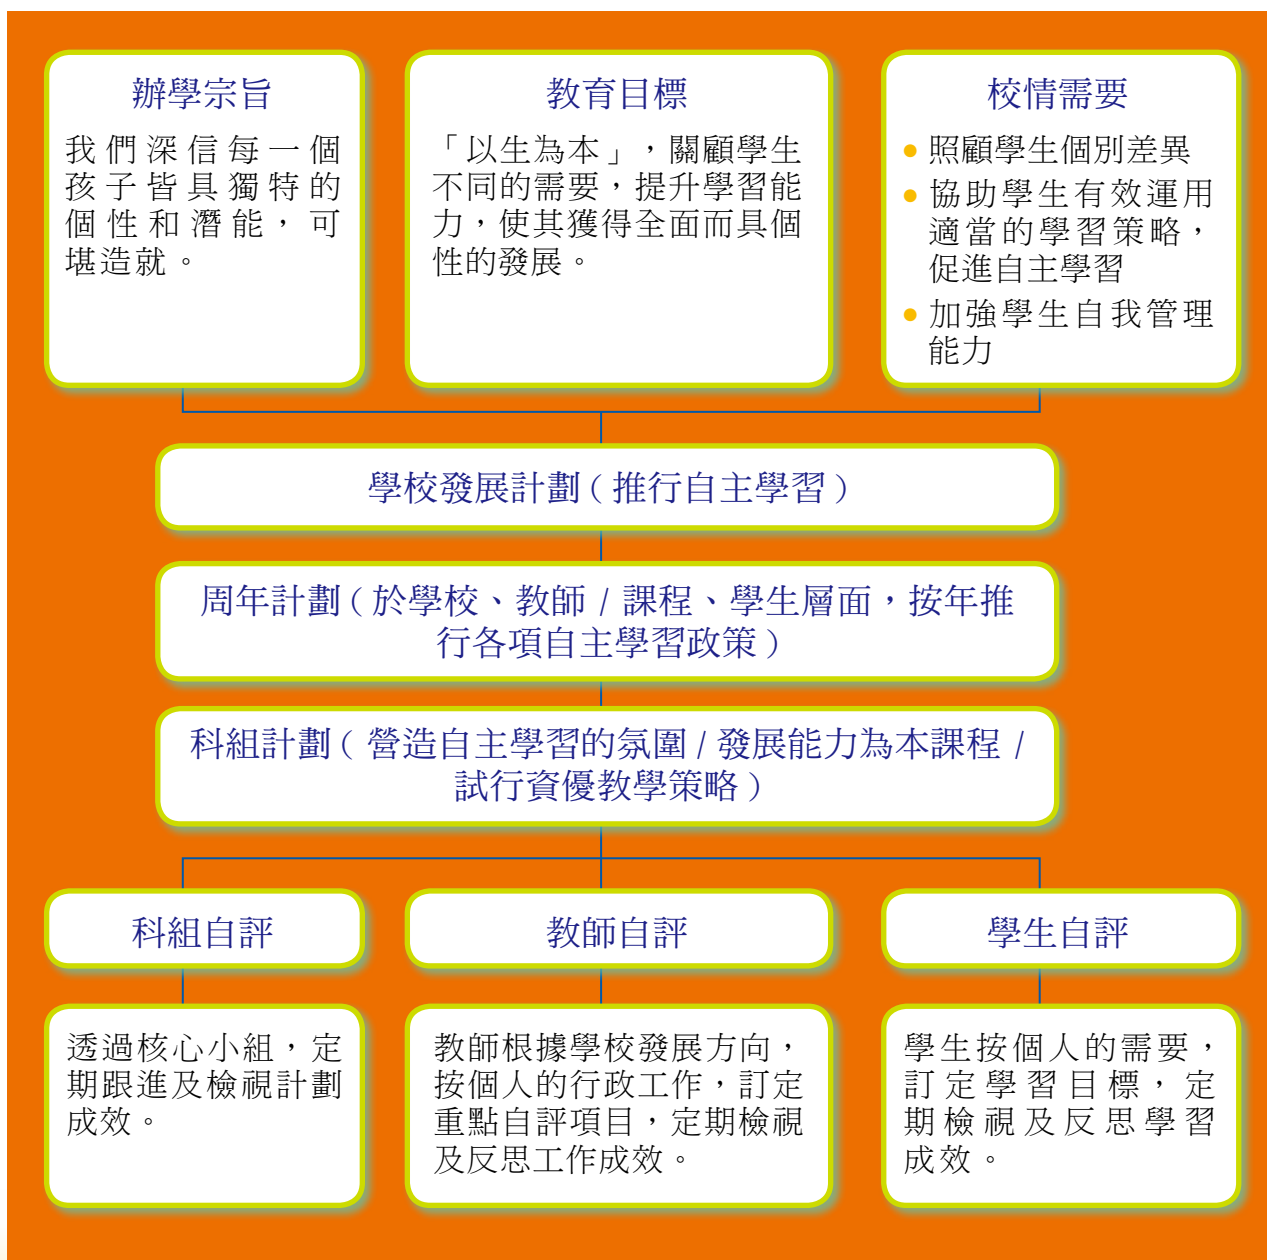 辦學宗旨
我們深信每一個
孩子皆具獨特的
個性和潛能，可
堪造就。
教育目標
「以生為本」，關顧學生
不同的需要，提升學習能
力，使其獲得全面而具個
性的發展。
校情需要
● 照顧學生個別差異
● 協助學生有效運用
適當的學習策略，
促進自主學習
● 加強學生自我管理
能力
學校發展計劃（推行自主學習）
周年計劃（於學校、教師 / 課程、學生層面，按年推
行各項自主學習政策）
科組計劃（營造自主學習的氛圍 / 發展能力為本課程 /
試行資優教學策略）
科組自評
透過核心小組，定
期跟進及檢視計劃
成效。
教師自評
教師根據學校發展方向，
按個人的行政工作，訂定
重點自評項目，定期檢視
及反思工作成效。
學生自評
學生按個人的需要，
訂定學習目標，定
期檢視及反思學習
成效。